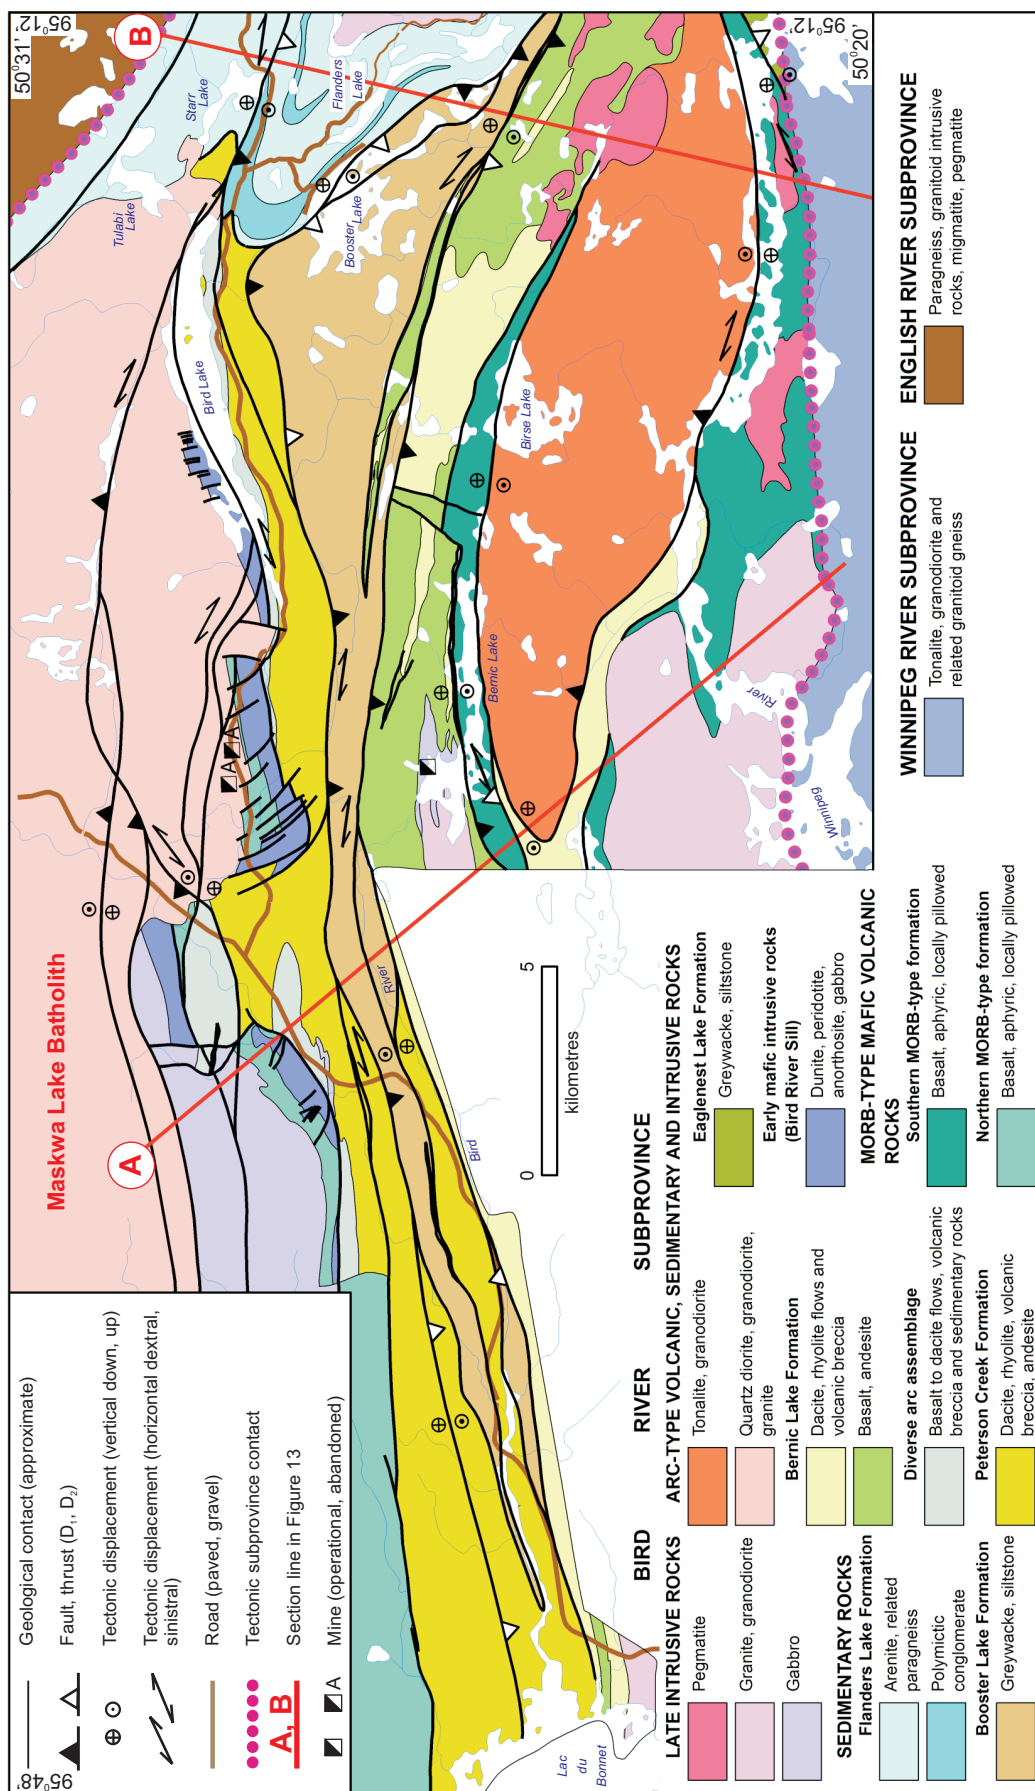 95°48'
50°31'
95°12'
50°20'
95°12'
Maskwa Lake Batholith
A
B
Tulabi
Lake
Starr
Lake
Flanders
Lake
Booster
Lake
Bird Lake
Birse Lake
Bernic Lake
A
A
River
Bird
Winnipeg
River
Lac
du
Bonnet
0
5
kilometres
Geological contact (approximate)
Fault, thrust (D₁, D₂)
Tectonic displacement (vertical down, up)
Tectonic displacement (horizontal dextral,
sinistral)
Road (paved, gravel)
Tectonic subprovince contact
A, B
Section line in Figure 13
A
Mine (operational, abandoned)
BIRD RIVER SUBPROVINCE
LATE INTRUSIVE ROCKS
Pegmatite
Granite, granodiorite
Gabbro
SEDIMENTARY ROCKS
Flanders Lake Formation
Arenite, related
paragneiss
Polymictic
conglomerate
Booster Lake Formation
Greywacke, siltstone
ARC-TYPE VOLCANIC, SEDIMENTARY AND INTRUSIVE ROCKS
Tonalite, granodiorite
Quartz diorite, granodiorite,
granite
Bernic Lake Formation
Dacite, rhyolite flows and
volcanic breccia
Basalt, andesite
Diverse arc assemblage
Basalt to dacite flows, volcanic
breccia and sedimentary rocks
Peterson Creek Formation
Dacite, rhyolite, volcanic
breccia, andesite
Eaglenest Lake Formation
Greywacke, siltstone
Early mafic intrusive rocks
(Bird River Sill)
Dunite, peridotite,
anorthosite, gabbro
MORB-TYPE MAFIC VOLCANIC
ROCKS
Southern MORB-type formation
Basalt, aphyric, locally pillowed
Northern MORB-type formation
Basalt, aphyric, locally pillowed
WINNIPEG RIVER SUBPROVINCE
Tonalite, granodiorite and
related granitoid gneiss
ENGLISH RIVER SUBPROVINCE
Paragneiss, granitoid intrusive
rocks, migmatite, pegmatite